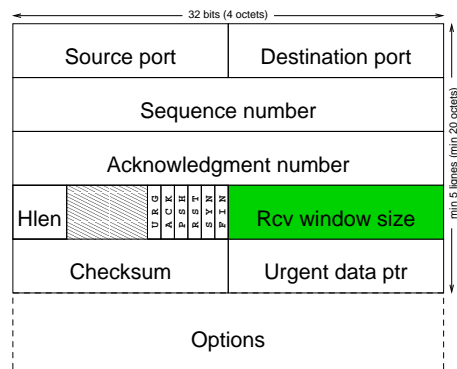 32 bits (4 octets)
Source port
Destination port
Sequence number
Acknowledgment number
Hlen
URG
ACK
PSH
RST
SYN
FIN
Rcv window size
Checksum
Urgent data ptr
Options
min 5 lignes (min 20 octets)